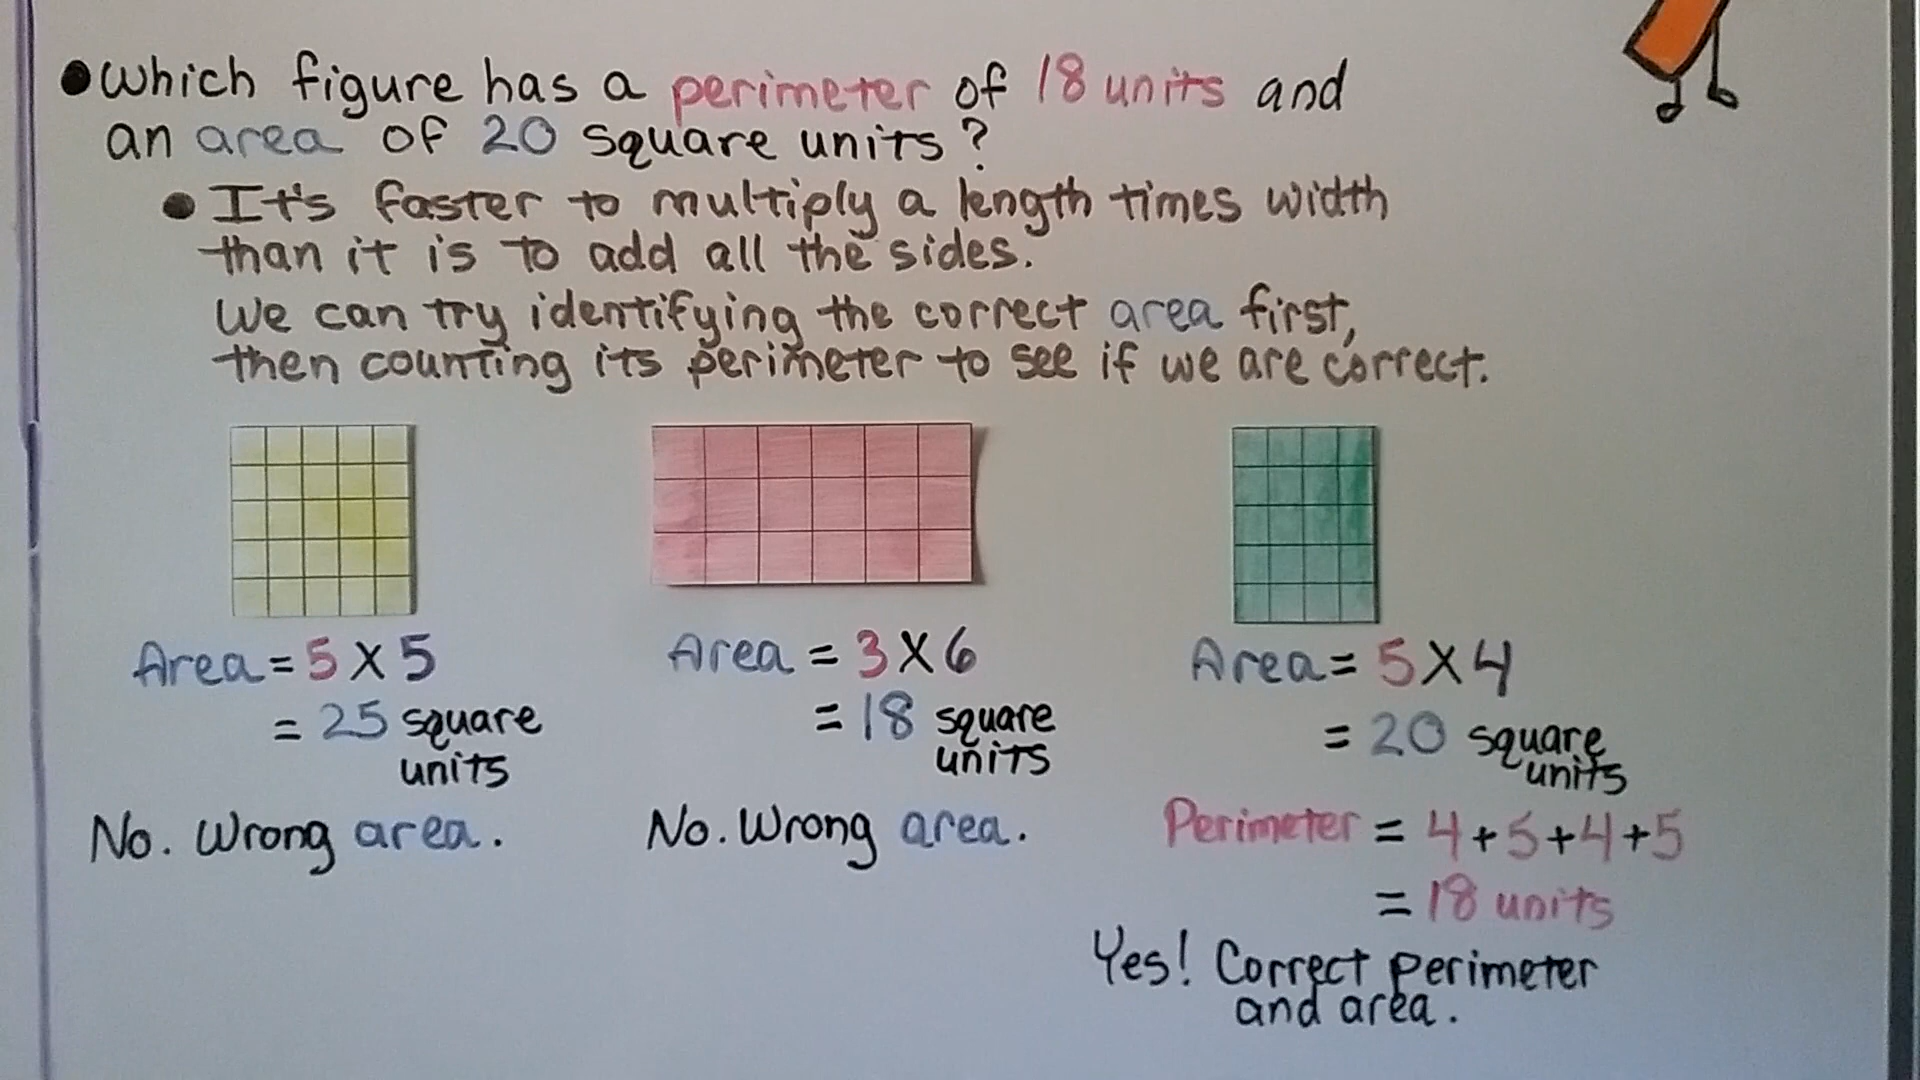 •Which figure has a perimeter of 18 units and
an area of 20 square units?
• It's faster to multiply a length times width
than it is to add all the sides.
We can try identifying the correct area first,
then counting its perimeter to see if we are correct.
Area = 5 X 5
= 25 square
units
No. Wrong area.
Area = 3 X 6
= 18 square
units
No. Wrong area.
Area = 5 X 4
= 20 square
units
Perimeter = 4+5+4+5
= 18 units
Yes! Correct perimeter
and area.